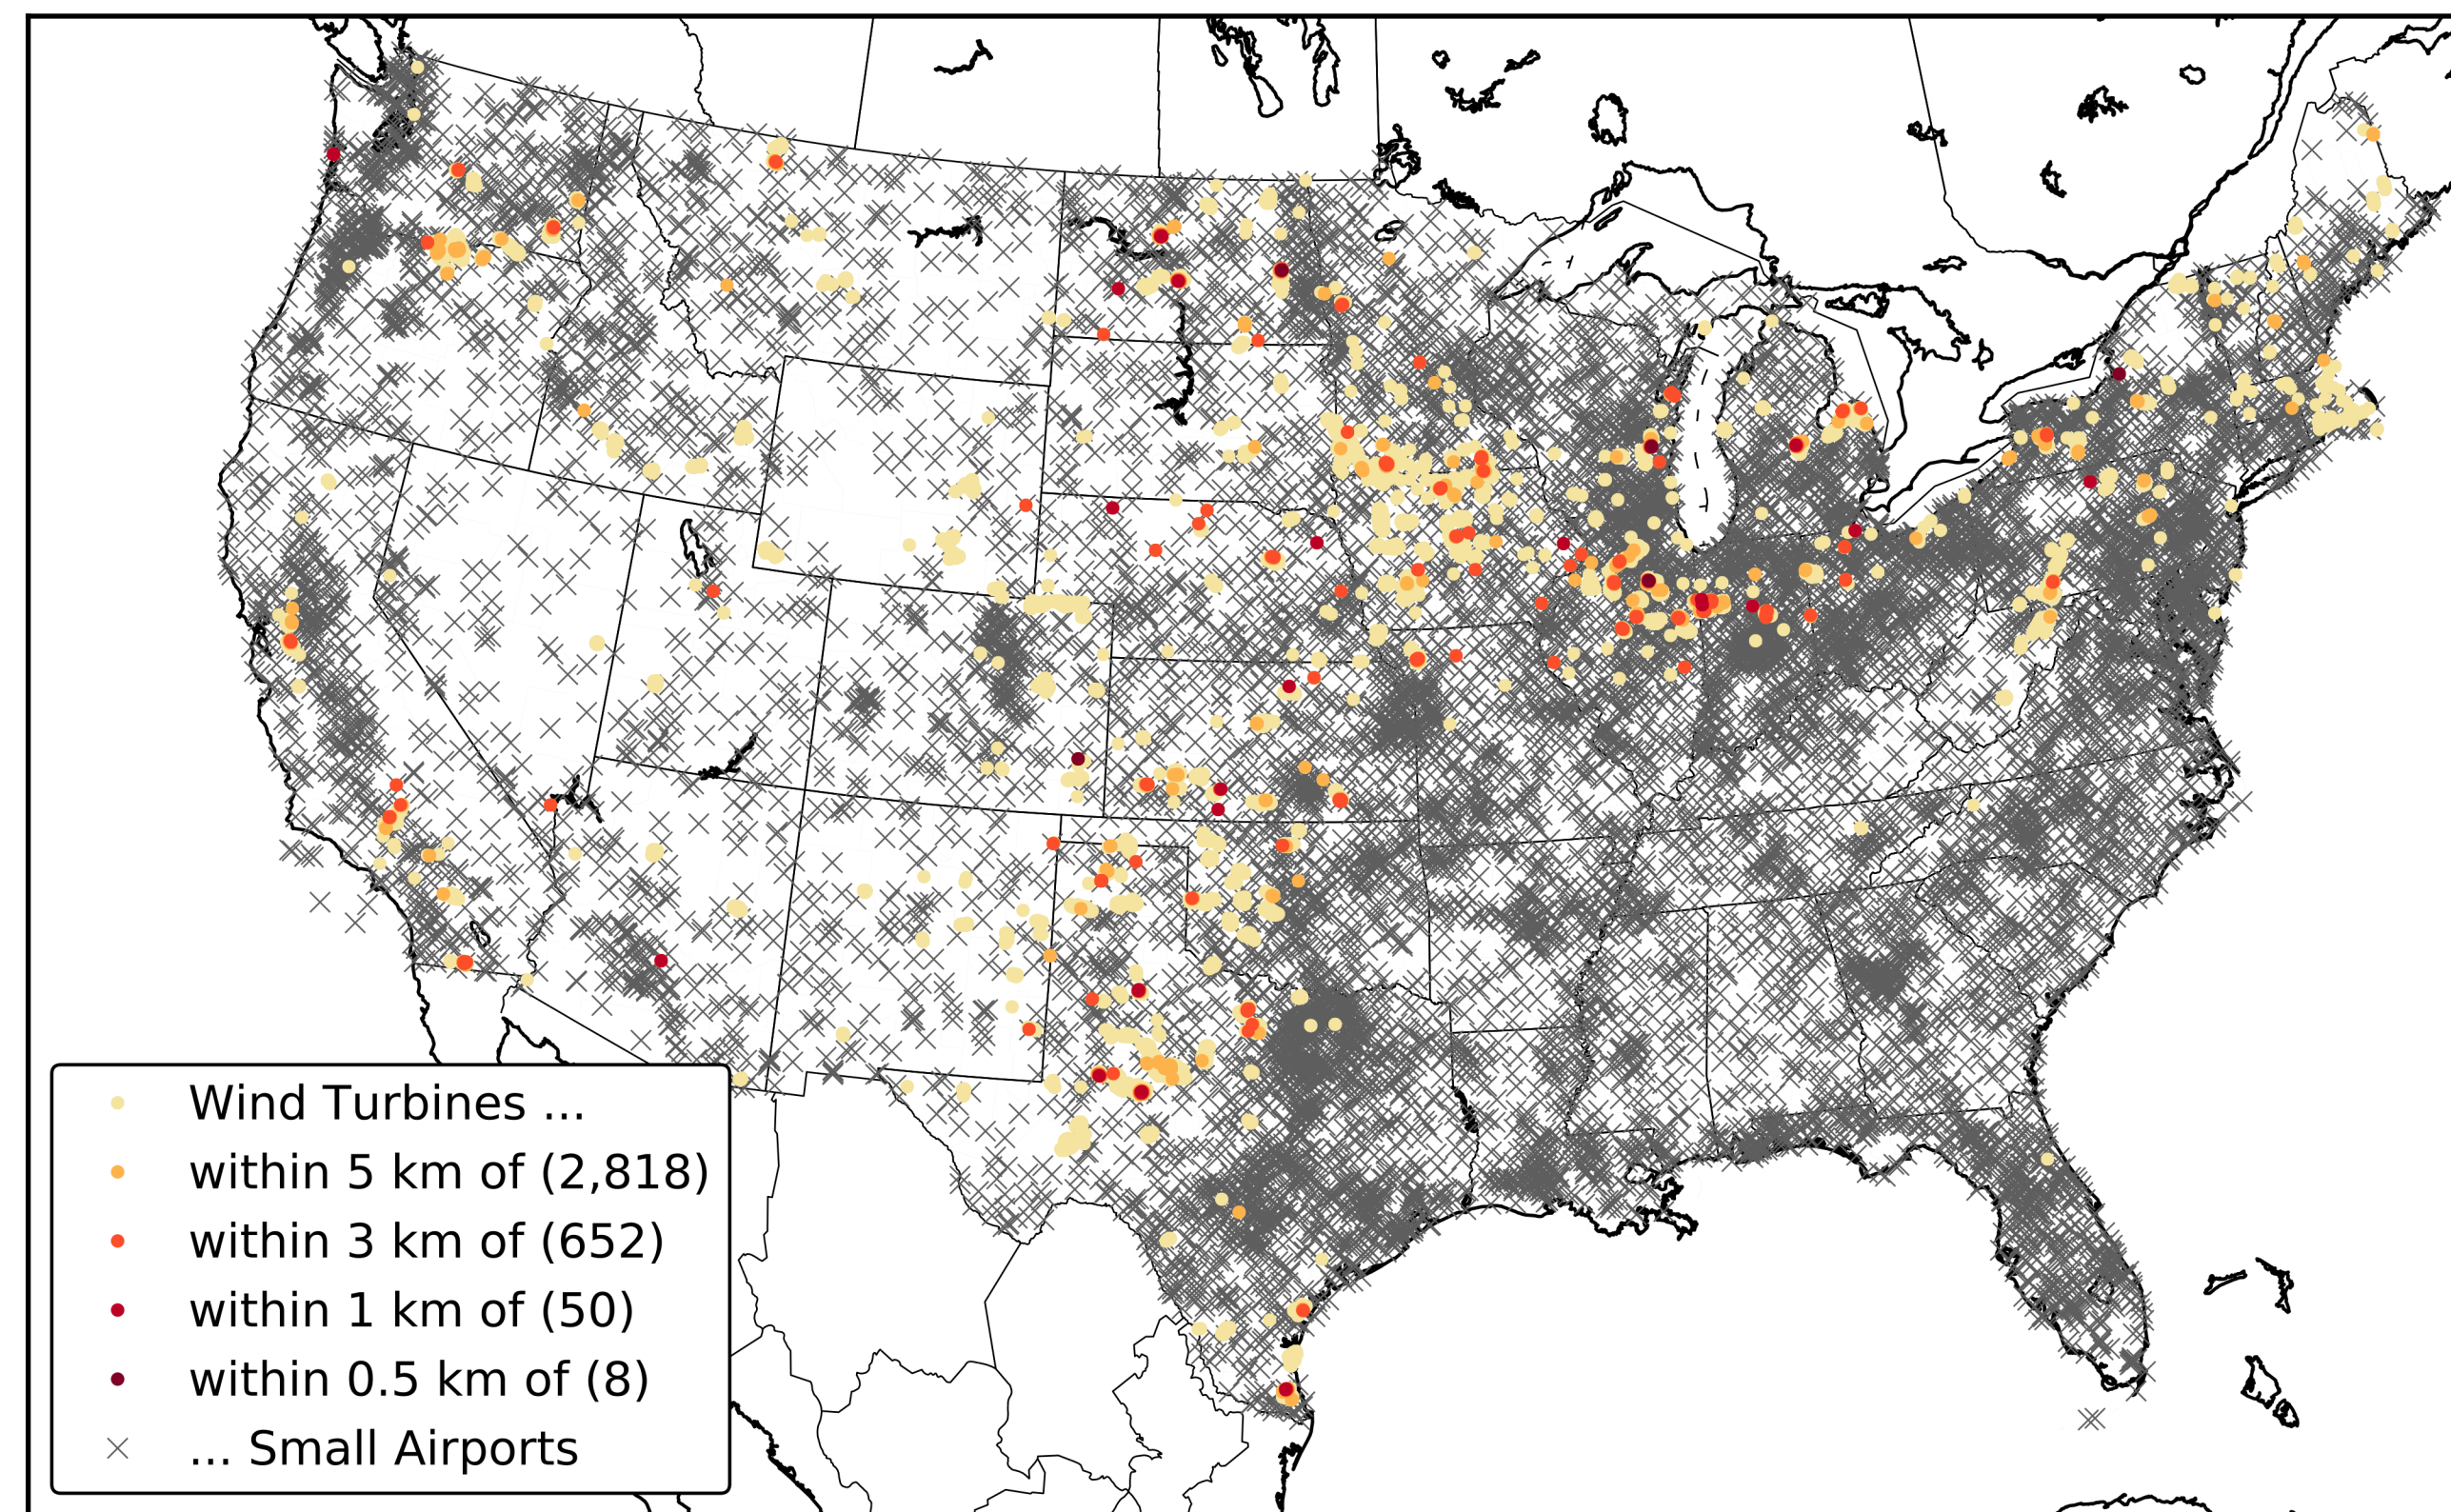 Wind Turbines ...
within 5 km of (2,818)
within 3 km of (652)
within 1 km of (50)
within 0.5 km of (8)
... Small Airports